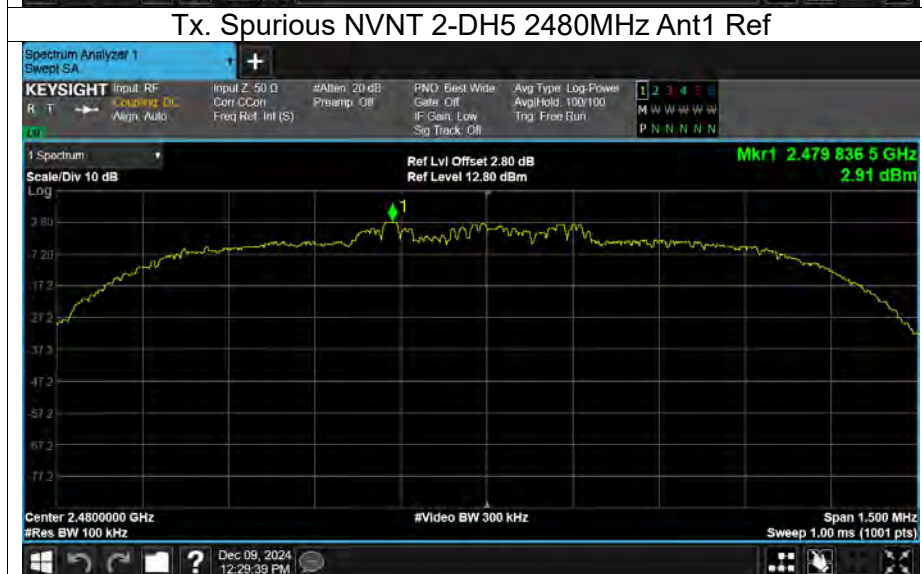 Tx. Spurious NVNT 2-DH5 2480MHz Ant1 Ref
Spectrum Analyzer 1
Swept SA
+
KEYSIGHT Input: RF Input Z: 50 Ω #Atten: 20 dB PNO: Best Wide Avg Type: Log-Power 1 2 3 4 5 6
R T Coupling: DC Corr CCorr Preamp: Off Gate: Off Avg|Hold: 100/100 M W W W W W
Align: Auto Freq Ref: Int (S) IF Gain: Low Trig: Free Run
Sig Track: Off P N N N N N
1 Spectrum Ref Lvl Offset 2.80 dB Mkr1 2.479 836 5 GHz
Scale/Div 10 dB Ref Level 12.80 dBm 2.91 dBm
Log
1
-7.20
-17.2
-27.2
-37.2
-47.2
-57.2
-67.2
-77.2
Center 2.4800000 GHz #Video BW 300 kHz Span 1.500 MHz
#Res BW 100 kHz Sweep 1.00 ms (1001 pts)
? Dec 09, 2024
12:29:39 PM